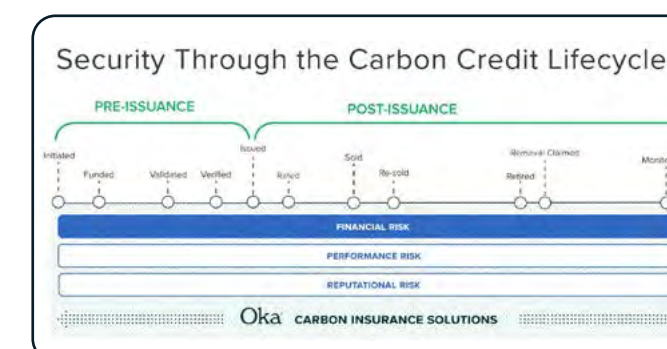 Security Through the Carbon Credit Lifecycle
PRE-ISSUANCE
POST-ISSUANCE
Initiated
Funded
Validated
Verified
Issued
Rated
Sold
Re-sold
Retired
Removal Claimed
FINANCIAL RISK
PERFORMANCE RISK
REPUTATIONAL RISK
Oka CARBON INSURANCE SOLUTIONS